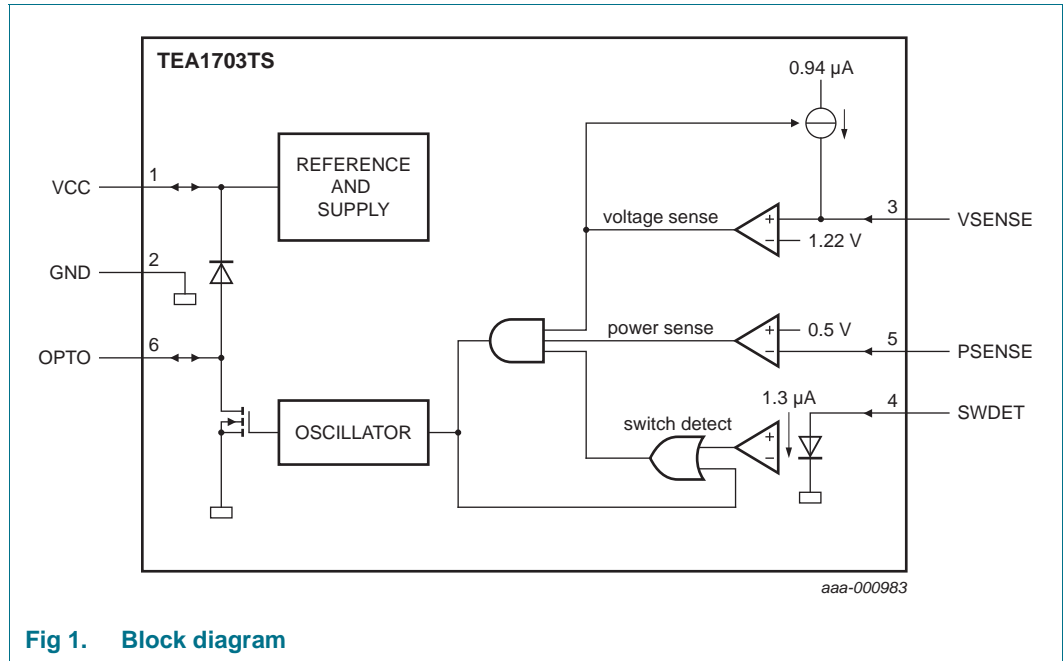 TEA1703TS
0.94 µA
REFERENCE
AND
SUPPLY
VCC
1
voltage sense
+
−
1.22 V
3
VSENSE
GND
2
power sense
+
−
0.5 V
5
PSENSE
OPTO
6
1.3 µA
4
SWDET
OSCILLATOR
switch detect
+
−
aaa-000983
Fig 1. Block diagram